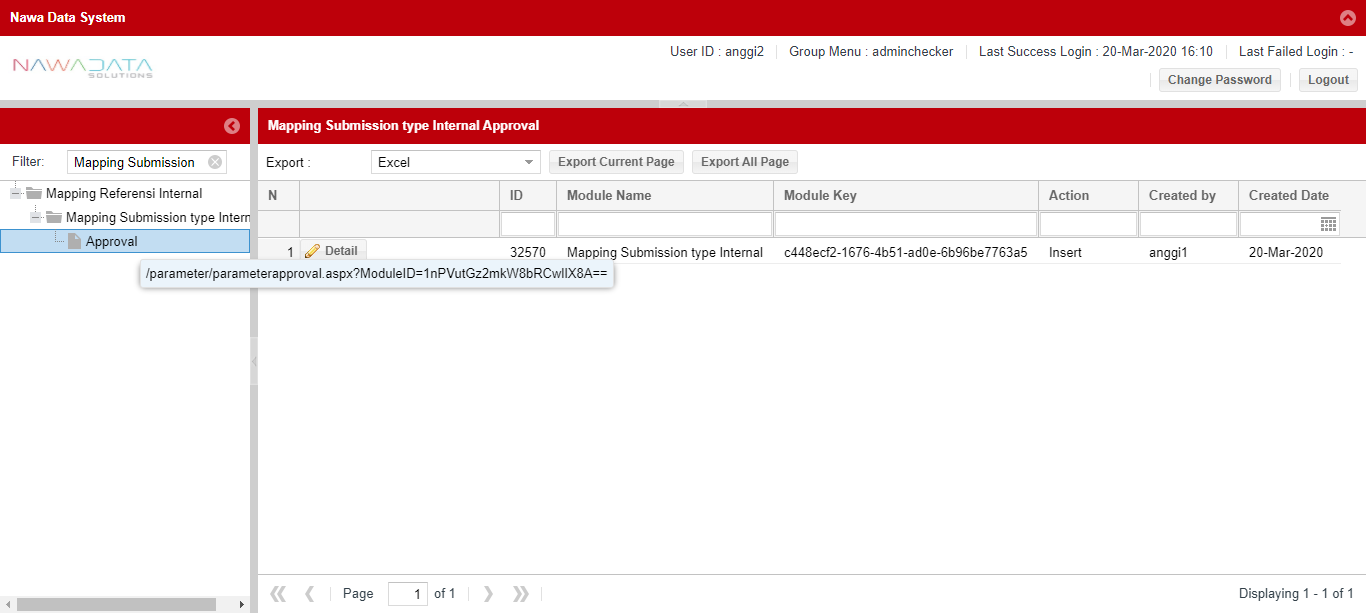 Nawa Data System
NAWADATA
SOLUTIONS
User ID : anggi2 Group Menu : adminchecker Last Success Login : 20-Mar-2020 16:10 Last Failed Login : -
Change Password Logout
Mapping Submission type Internal Approval
Filter: Mapping Submission
Export : Excel Export Current Page Export All Page
Mapping Referensi Internal
Mapping Submission type Intern
Approval
/parameter/parameterapproval.aspx?ModuleID=1nPVutGz2mkW8bRCwIlX8A==
N ID Module Name Module Key Action Created by Created Date
1 Detail 32570 Mapping Submission type Internal c448ecf2-1676-4b51-ad0e-6b96be7763a5 Insert anggi1 20-Mar-2020
Page 1 of 1 Displaying 1 - 1 of 1